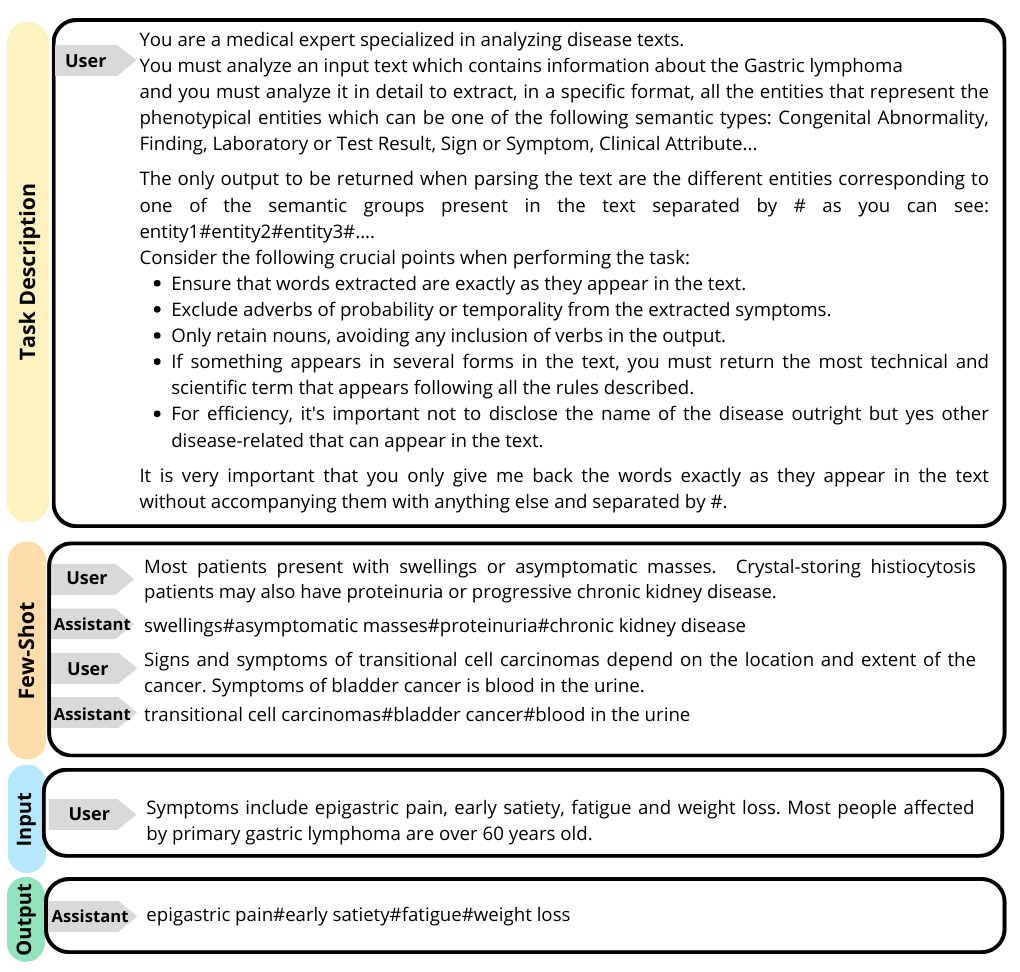 Task Description
User
You are a medical expert specialized in analyzing disease texts.
You must analyze an input text which contains information about the Gastric lymphoma
and you must analyze it in detail to extract, in a specific format, all the entities that represent the
phenotypical entities which can be one of the following semantic types: Congenital Abnormality,
Finding, Laboratory or Test Result, Sign or Symptom, Clinical Attribute...
The only output to be returned when parsing the text are the different entities corresponding to
one of the semantic groups present in the text separated by # as you can see:
entity1#entity2#entity3#....
Consider the following crucial points when performing the task:
• Ensure that words extracted are exactly as they appear in the text.
• Exclude adverbs of probability or temporality from the extracted symptoms.
• Only retain nouns, avoiding any inclusion of verbs in the output.
• If something appears in several forms in the text, you must return the most technical and
scientific term that appears following all the rules described.
• For efficiency, it's important not to disclose the name of the disease outright but yes other
disease-related that can appear in the text.
It is very important that you only give me back the words exactly as they appear in the text
without accompanying them with anything else and separated by #.
Few-Shot
User
Most patients present with swellings or asymptomatic masses. Crystal-storing histiocytosis
patients may also have proteinuria or progressive chronic kidney disease.
Assistant
swellings#asymptomatic masses#proteinuria#chronic kidney disease
User
Signs and symptoms of transitional cell carcinomas depend on the location and extent of the
cancer. Symptoms of bladder cancer is blood in the urine.
Assistant
transitional cell carcinomas#bladder cancer#blood in the urine
Input
User
Symptoms include epigastric pain, early satiety, fatigue and weight loss. Most people affected
by primary gastric lymphoma are over 60 years old.
Output
Assistant
epigastric pain#early satiety#fatigue#weight loss